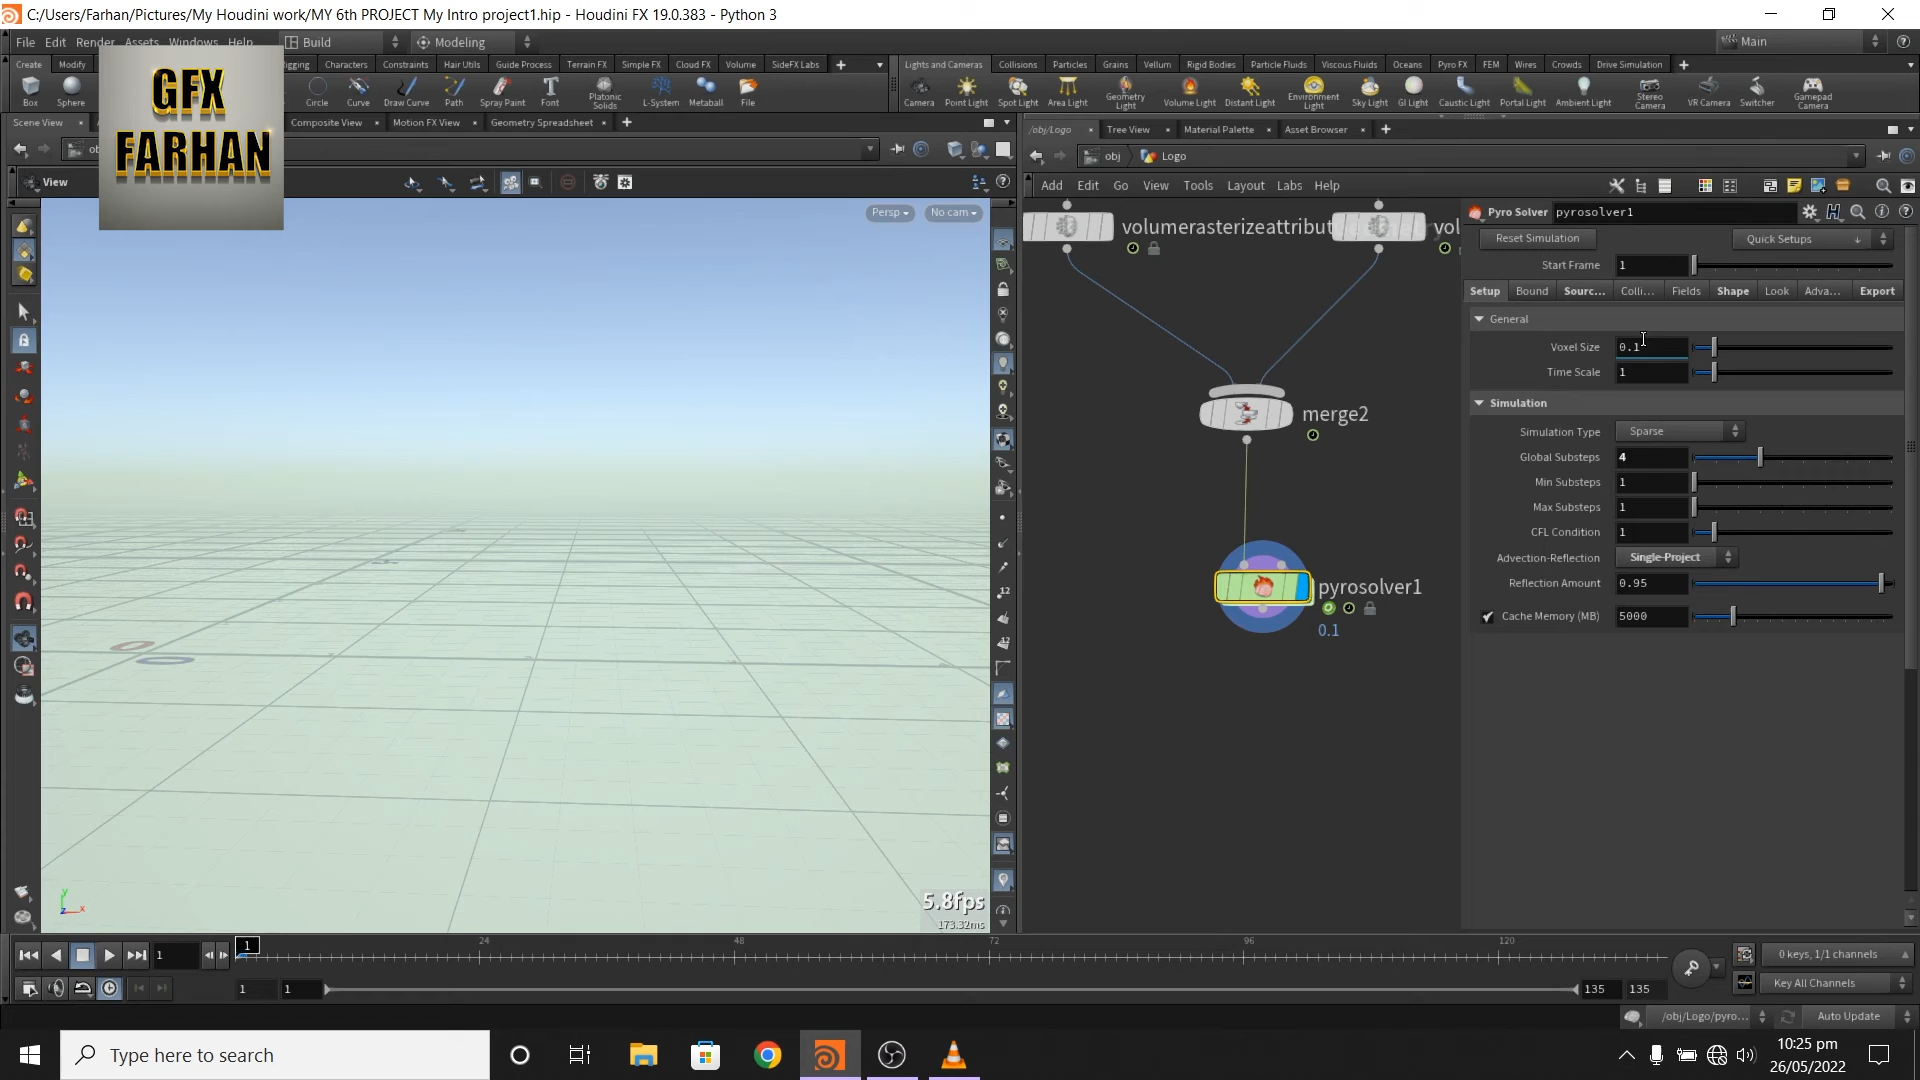 C:/Users/Farhan/Pictures/My Houdini work/MY 6th PROJECT My Intro project1.hip - Houdini FX 19.0.383 - Python 3
File Edit Render Assets Windows Help Build Modeling Main
GFX
FARHAN
Create Modify Rigging Characters Constraints Hair Utils Guide Process Terrain FX Simple FX Cloud FX Volume SideFX Labs
Box Sphere Circle Curve Draw Curve Path Spray Paint Font Platonic Solids L-System Metaball File
Lights and Cameras Collisions Particles Grains Vellum Rigid Bodies Particle Fluids Viscous Fluids Oceans Pyro FX FEM Wires Crowds Drive Simulation
Camera Point Light Spot Light Area Light Geometry Light Volume Light Distant Light Environment Light Sky Light GI Light Caustic Light Portal Light Ambient Light Stereo Camera VR Camera Switcher Gamepad Camera
Scene View Composite View Motion FX View Geometry Spreadsheet
/obj/Logo Tree View Material Palette Asset Browser
obj Logo
View
Persp No cam
5.8fps
173.32ms
Add Edit Go View Tools Layout Labs Help
volumerasterizeattribut
vol
merge2
pyrosolver1
0.1
Pyro Solver pyrosolver1
Reset Simulation Quick Setups
Start Frame 1
Setup Bound Sourc... Colli... Fields Shape Look Adva... Export
General
Voxel Size 0.1
Time Scale 1
Simulation
Simulation Type Sparse
Global Substeps 4
Min Substeps 1
Max Substeps 1
CFL Condition 1
Advection-Reflection Single-Project
Reflection Amount 0.95
Cache Memory (MB) 5000
1 1 24 48 72 96 120
0 keys, 1/1 channels
1 1 135 135
Key All Channels
/obj/Logo/pyro... Auto Update
Type here to search
10:25 pm
26/05/2022